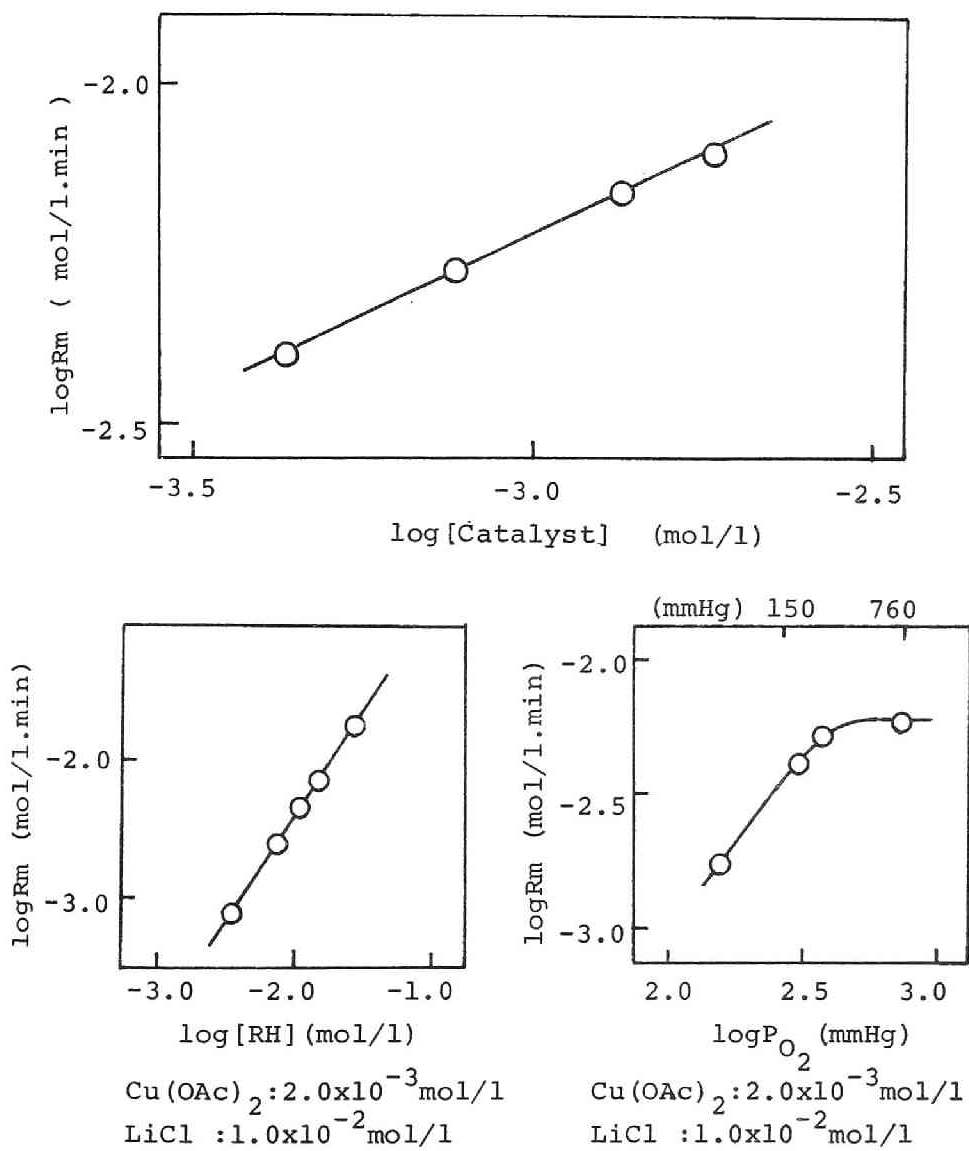 -2.0
-2.5
logRm ( mol/l.min )
-3.5 -3.0 -2.5
log[Catalyst] (mol/l)
-2.0
-3.0
logRm (mol/l.min)
-3.0 -2.0 -1.0
log[RH](mol/l)
Cu(OAc)2:2.0x10-3mol/l
LiCl :1.0x10-2mol/l
(mmHg) 150 760
-2.0
-2.5
-3.0
logRm (mol/l.min)
2.0 2.5 3.0
logPO2(mmHg)
Cu(OAc)2:2.0x10-3mol/l
LiCl :1.0x10-2mol/l